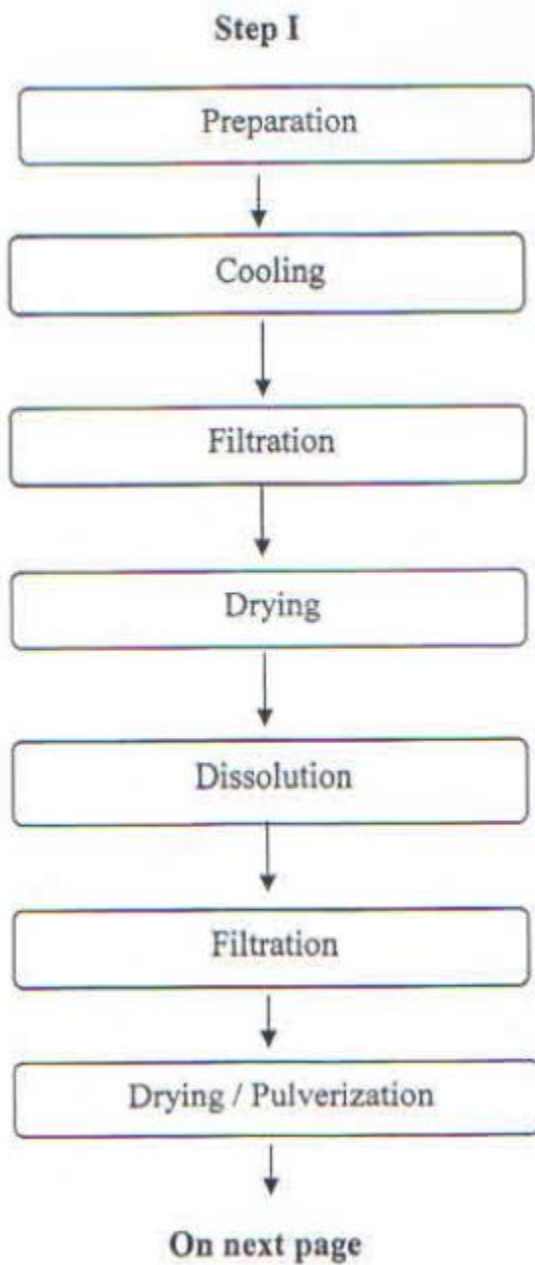 Step I
Preparation
Cooling
Filtration
Drying
Dissolution
Filtration
Drying / Pulverization
On next page